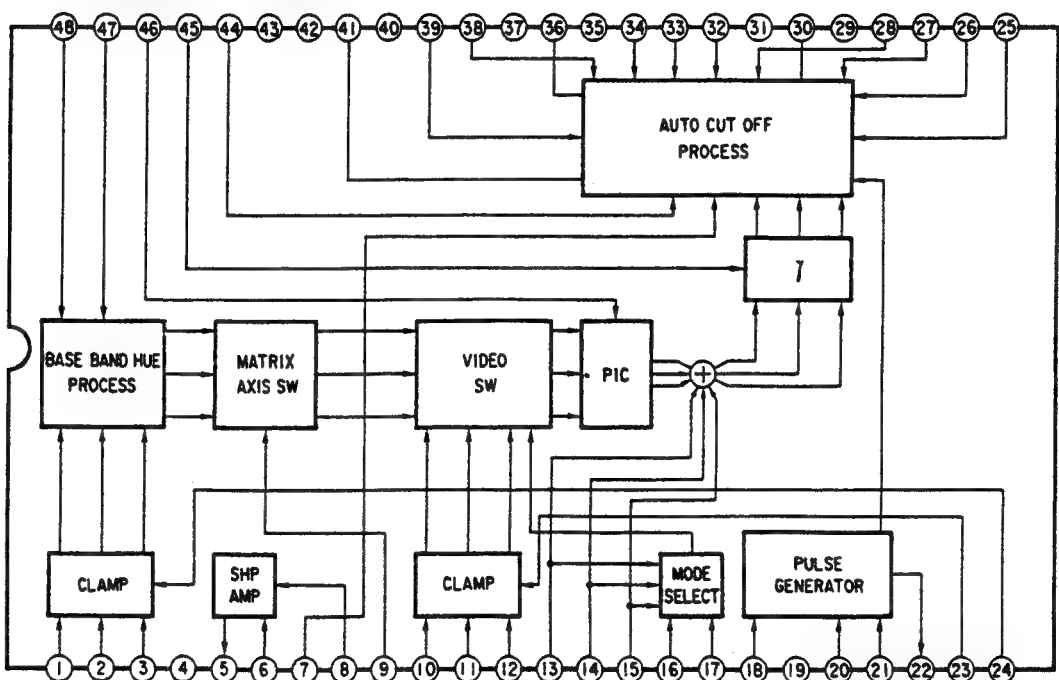 48 47 46 45 44 43 42 41 40 39 38 37 36 35 34 33 32 31 30 29 28 27 26 25
AUTO CUT OFF
PROCESS
γ
BASE BAND HUE
PROCESS
MATRIX
AXIS SW
VIDEO
SW
PIC
+
CLAMP
SHP
AMP
CLAMP
MODE
SELECT
PULSE
GENERATOR
1 2 3 4 5 6 7 8 9 10 11 12 13 14 15 16 17 18 19 20 21 22 23 24